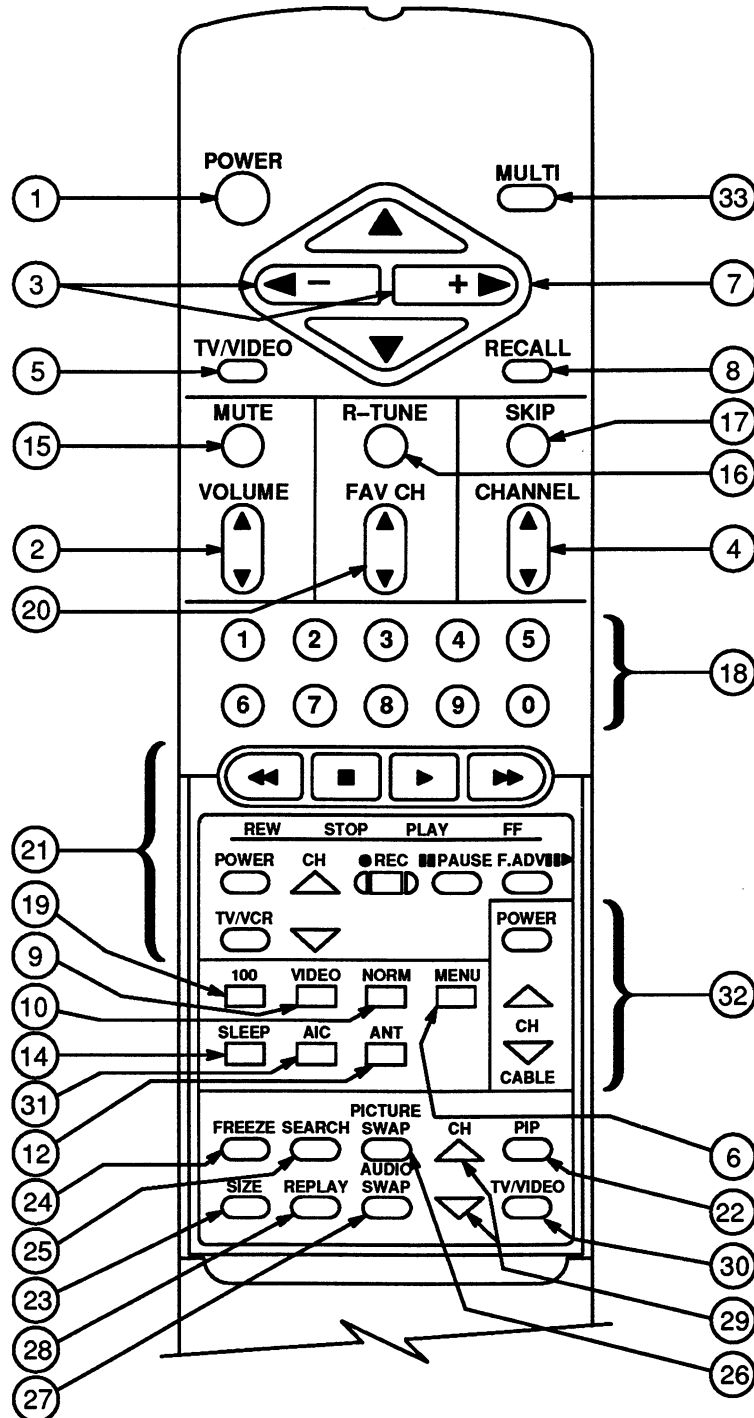 POWER MULTI
1 33
3 − + 7
TV/VIDEO RECALL
5 8
MUTE R–TUNE SKIP
15 17
16
VOLUME FAV CH CHANNEL
2 4
20
1 2 3 4 5
18
6 7 8 9 0
REW STOP PLAY FF
21
POWER CH REC PAUSE F.ADV
19
TV/VCR POWER
9
100 VIDEO NORM MENU
10 32
CH
SLEEP AIC ANT
14
CABLE
31
PICTURE
FREEZE SEARCH SWAP CH PIP
12 6
24 22
AUDIO
SIZE REPLAY SWAP TV/VIDEO
25
23 30
28 29
27 26